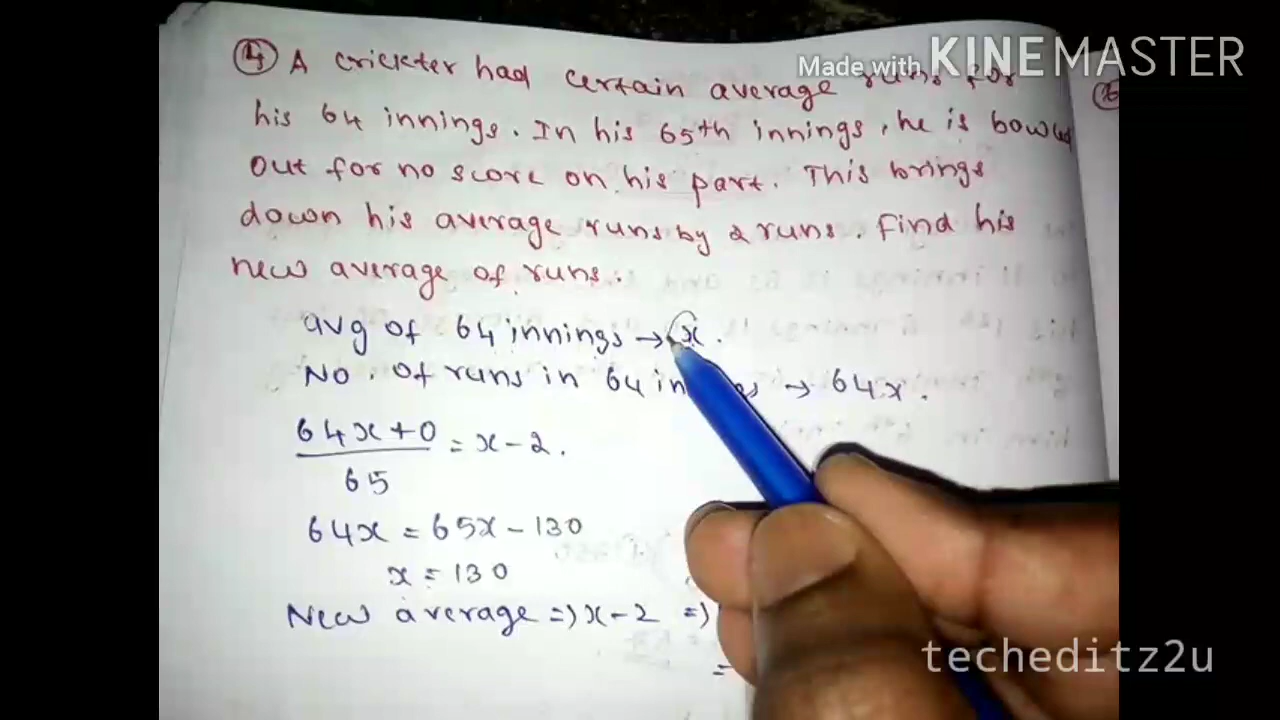 Made with KINEMASTER
④ A crickter had certain average runs for
his 64 innings. In his 65th innings, he is bowled
out for no score on his part. This brings
down his average runs by 2 runs. Find his
new average of runs.
avg of 64 innings → x.
No. of runs in 64 → 64x.
64x+0
65
= x-2.
64x = 65x - 130
x = 130
New average => x-2 =>
=
techeditz2u